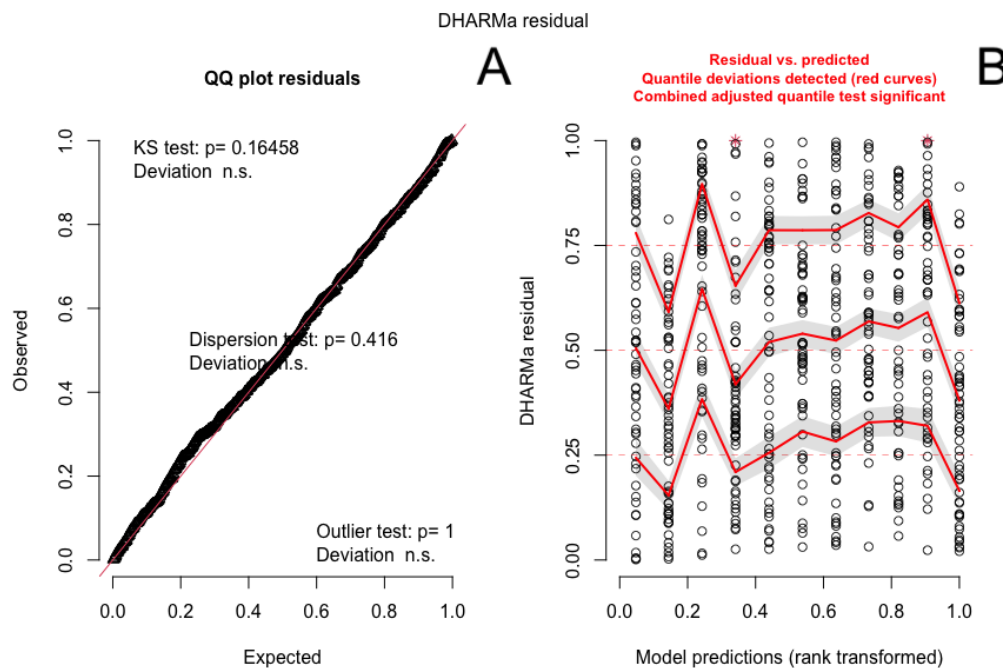 DHARMa residual
QQ plot residuals
A
KS test: p= 0.16458
Deviation n.s.
Dispersion test: p= 0.416
Deviation n.s.
Outlier test: p= 1
Deviation n.s.
Observed
0.0
0.2
0.4
0.6
0.8
1.0
0.0
0.2
0.4
0.6
0.8
1.0
Expected
Residual vs. predicted
Quantile deviations detected (red curves)
Combined adjusted quantile test significant
B
DHARMa residual
0.00
0.25
0.50
0.75
1.00
0.0
0.2
0.4
0.6
0.8
1.0
Model predictions (rank transformed)